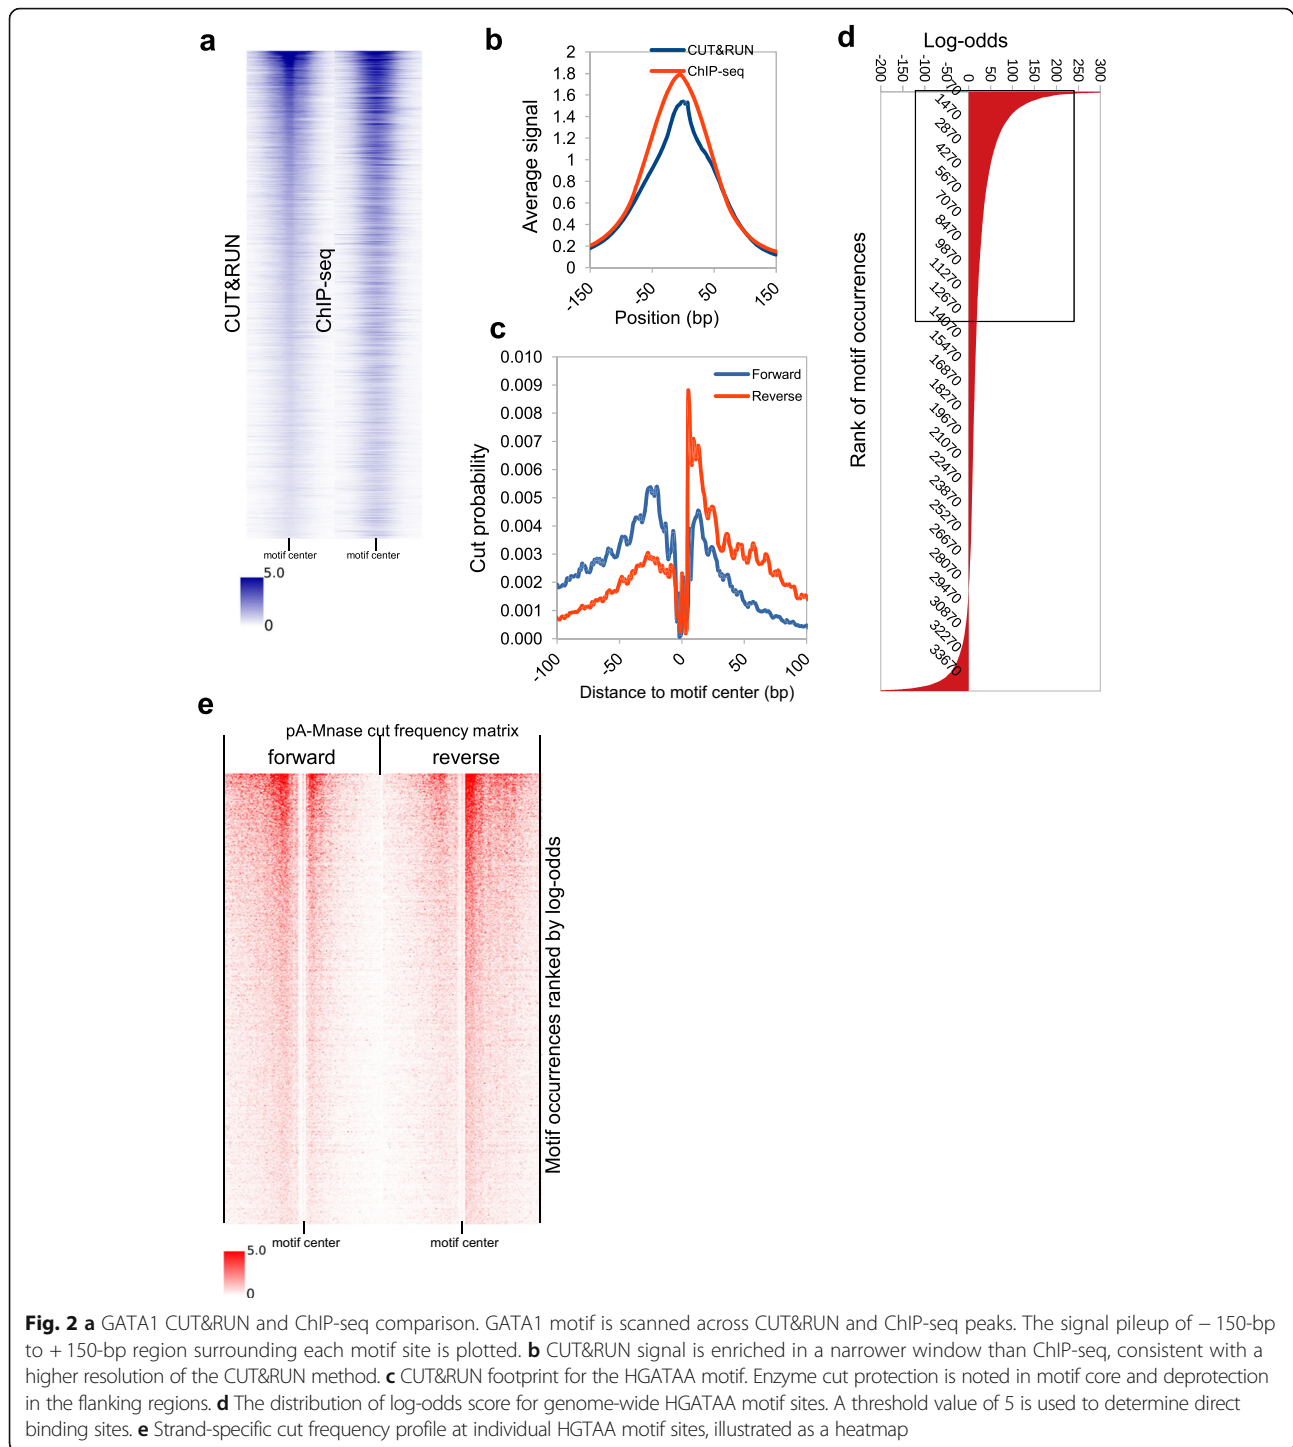 a
CUT&RUN
ChIP-seq
motif center
motif center
5.0
0
b
CUT&RUN
ChIP-seq
Average signal
2
1.8
1.6
1.4
1.2
1
0.8
0.6
0.4
0.2
0
-150
-50
50
150
Position (bp)
c
0.010
0.009
0.008
0.007
0.006
0.005
0.004
0.003
0.002
0.001
0.000
Cut probability
Forward
Reverse
-100
-50
0
50
100
Distance to motif center (bp)
d
Log-odds
-200
-150
-100
-50
0
50
100
150
200
250
300
Rank of motif occurrences
70
1470
2870
4270
5670
7070
8470
9870
11270
12670
14070
15470
16870
18270
19670
21070
22470
23870
25270
26670
28070
29470
30870
32270
33670
e
pA-Mnase cut frequency matrix
forward
reverse
Motif occurrences ranked by log-odds
motif center
motif center
5.0
0
Fig. 2 a GATA1 CUT&RUN and ChIP-seq comparison. GATA1 motif is scanned across CUT&RUN and ChIP-seq peaks. The signal pileup of − 150-bp
to + 150-bp region surrounding each motif site is plotted. b CUT&RUN signal is enriched in a narrower window than ChIP-seq, consistent with a
higher resolution of the CUT&RUN method. c CUT&RUN footprint for the HGATAA motif. Enzyme cut protection is noted in motif core and deprotection
in the flanking regions. d The distribution of log-odds score for genome-wide HGATAA motif sites. A threshold value of 5 is used to determine direct
binding sites. e Strand-specific cut frequency profile at individual HGTAA motif sites, illustrated as a heatmap